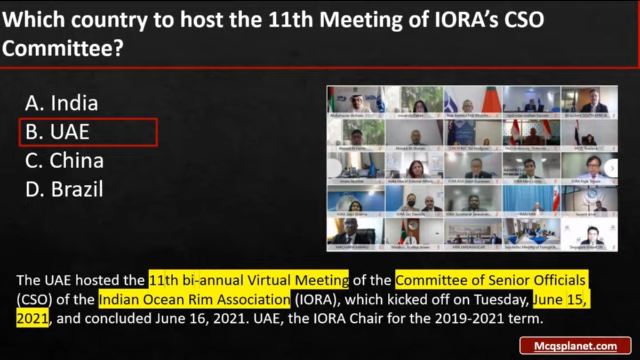 Which country to host the 11th Meeting of IORA's CSO
Committee?
A. India
B. UAE
C. China
D. Brazil
The UAE hosted the 11th bi-annual Virtual Meeting of the Committee of Senior Officials
(CSO) of the Indian Ocean Rim Association (IORA), which kicked off on Tuesday, June 15,
2021, and concluded June 16, 2021. UAE, the IORA Chair for the 2019-2021 term.
Mcqsplanet.com